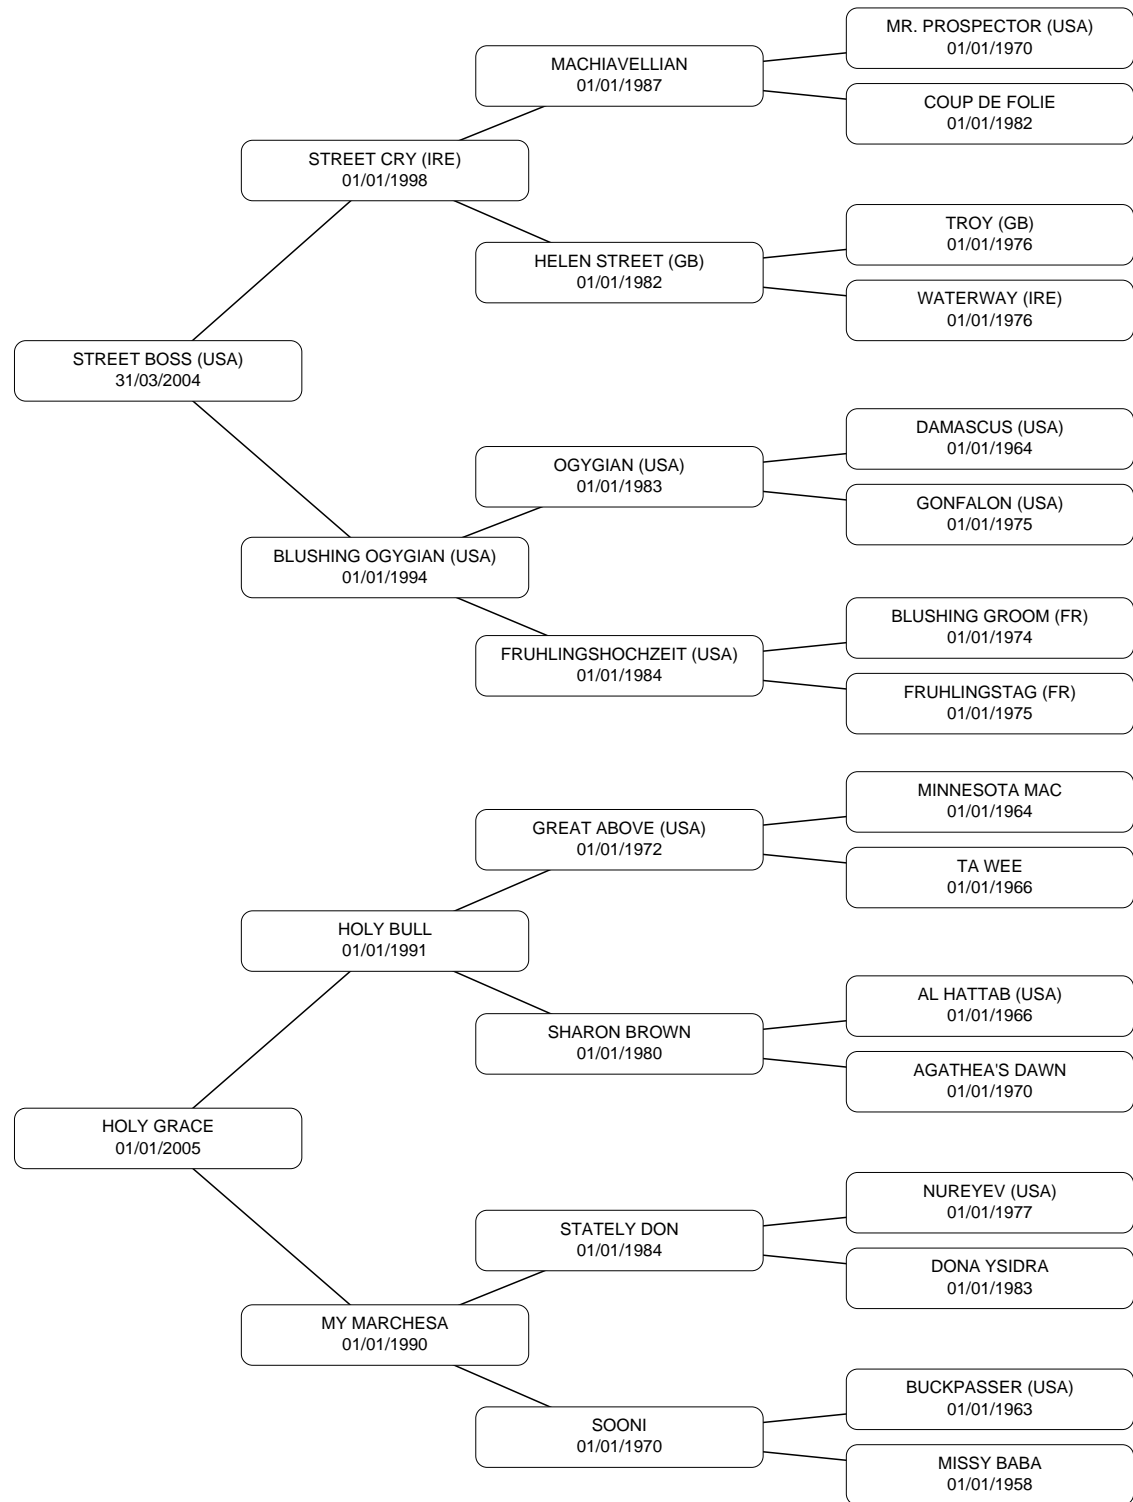 MR. PROSPECTOR (USA)
01/01/1970
MACHIAVELLIAN
01/01/1987
COUP DE FOLIE
01/01/1982
STREET CRY (IRE)
01/01/1998
TROY (GB)
01/01/1976
HELEN STREET (GB)
01/01/1982
WATERWAY (IRE)
01/01/1976
STREET BOSS (USA)
31/03/2004
DAMASCUS (USA)
01/01/1964
OGYGIAN (USA)
01/01/1983
GONFALON (USA)
01/01/1975
BLUSHING OGYGIAN (USA)
01/01/1994
BLUSHING GROOM (FR)
01/01/1974
FRUHLINGSHOCHZEIT (USA)
01/01/1984
FRUHLINGSTAG (FR)
01/01/1975
MINNESOTA MAC
01/01/1964
GREAT ABOVE (USA)
01/01/1972
TA WEE
01/01/1966
HOLY BULL
01/01/1991
AL HATTAB (USA)
01/01/1966
SHARON BROWN
01/01/1980
AGATHEA'S DAWN
01/01/1970
HOLY GRACE
01/01/2005
NUREYEV (USA)
01/01/1977
STATELY DON
01/01/1984
DONA YSIDRA
01/01/1983
MY MARCHESA
01/01/1990
BUCKPASSER (USA)
01/01/1963
SOONI
01/01/1970
MISSY BABA
01/01/1958